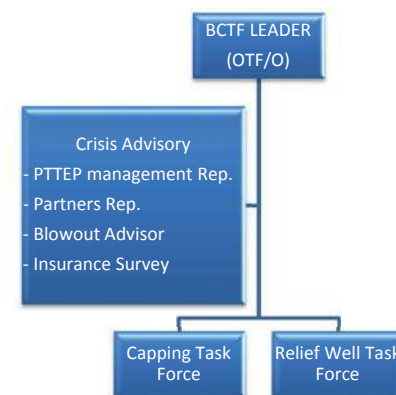 BCTF LEADER
(OTF/O)
Crisis Advisory
- PTTEP management Rep.
- Partners Rep.
- Blowout Advisor
- Insurance Survey
Capping Task
Force
Relief Well Task
Force